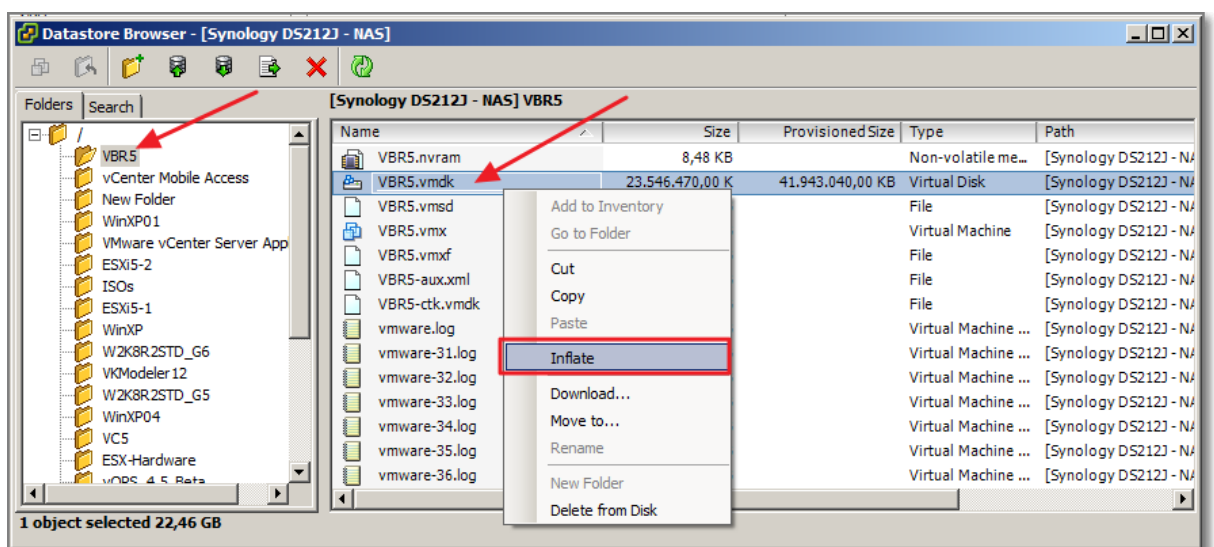 Datastore Browser - [Synology DS212J - NAS]
Folders Search
[Synology DS212J - NAS] VBR5
/
VBR5
vCenter Mobile Access
New Folder
WinXP01
VMware vCenter Server App
ESXi5-2
ISOs
ESXi5-1
WinXP
W2K8R2STD_G6
VKModeler12
W2K8R2STD_G5
WinXP04
VC5
ESX-Hardware
vOPS_4.5_Beta
Name Size Provisioned Size Type Path
VBR5.nvram 8,48 KB Non-volatile me... [Synology DS212J - NA
VBR5.vmdk 23.546.470,00 K 41.943.040,00 KB Virtual Disk [Synology DS212J - NA
VBR5.vmsd File [Synology DS212J - NA
VBR5.vmx Virtual Machine [Synology DS212J - NA
VBR5.vmxf File [Synology DS212J - NA
VBR5-aux.xml File [Synology DS212J - NA
VBR5-ctk.vmdk File [Synology DS212J - NA
vmware.log Virtual Machine ... [Synology DS212J - NA
vmware-31.log Virtual Machine ... [Synology DS212J - NA
vmware-32.log Virtual Machine ... [Synology DS212J - NA
vmware-33.log Virtual Machine ... [Synology DS212J - NA
vmware-34.log Virtual Machine ... [Synology DS212J - NA
vmware-35.log Virtual Machine ... [Synology DS212J - NA
vmware-36.log Virtual Machine ... [Synology DS212J - NA
Add to Inventory
Go to Folder
Cut
Copy
Paste
Inflate
Download...
Move to...
Rename
New Folder
Delete from Disk
1 object selected 22,46 GB